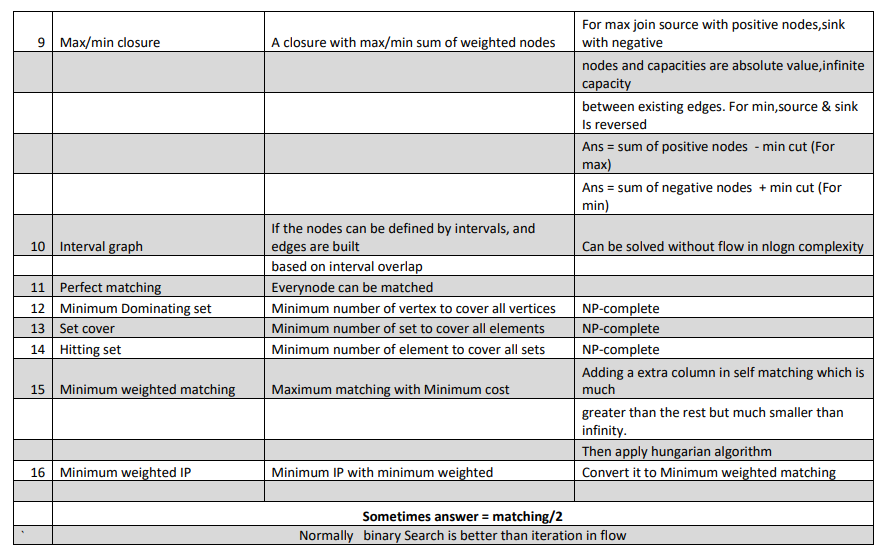 For max join source with positive nodes,sink
9 Max/min closure A closure with max/min sum of weighted nodes with negative
nodes and capacities are absolute value,infinite
capacity
between existing edges. For min,source & sink
Is reversed
Ans = sum of positive nodes - min cut (For
max)
Ans = sum of negative nodes + min cut (For
min)
If the nodes can be defined by intervals, and
10 Interval graph edges are built Can be solved without flow in nlogn complexity
based on interval overlap
11 Perfect matching Everynode can be matched
12 Minimum Dominating set Minimum number of vertex to cover all vertices NP-complete
13 Set cover Minimum number of set to cover all elements NP-complete
14 Hitting set Minimum number of element to cover all sets NP-complete
Adding a extra column in self matching which is
15 Minimum weighted matching Maximum matching with Minimum cost much
greater than the rest but much smaller than
infinity.
Then apply hungarian algorithm
16 Minimum weighted IP Minimum IP with minimum weighted Convert it to Minimum weighted matching
Sometimes answer = matching/2
` Normally binary Search is better than iteration in flow